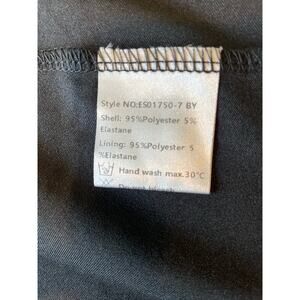 Style NO:ES01750-7 BY
Shell: 95%Polyester 5%
Elastane
Lining: 95%Polyester 5
%Elastane
Hand wash max.30°C